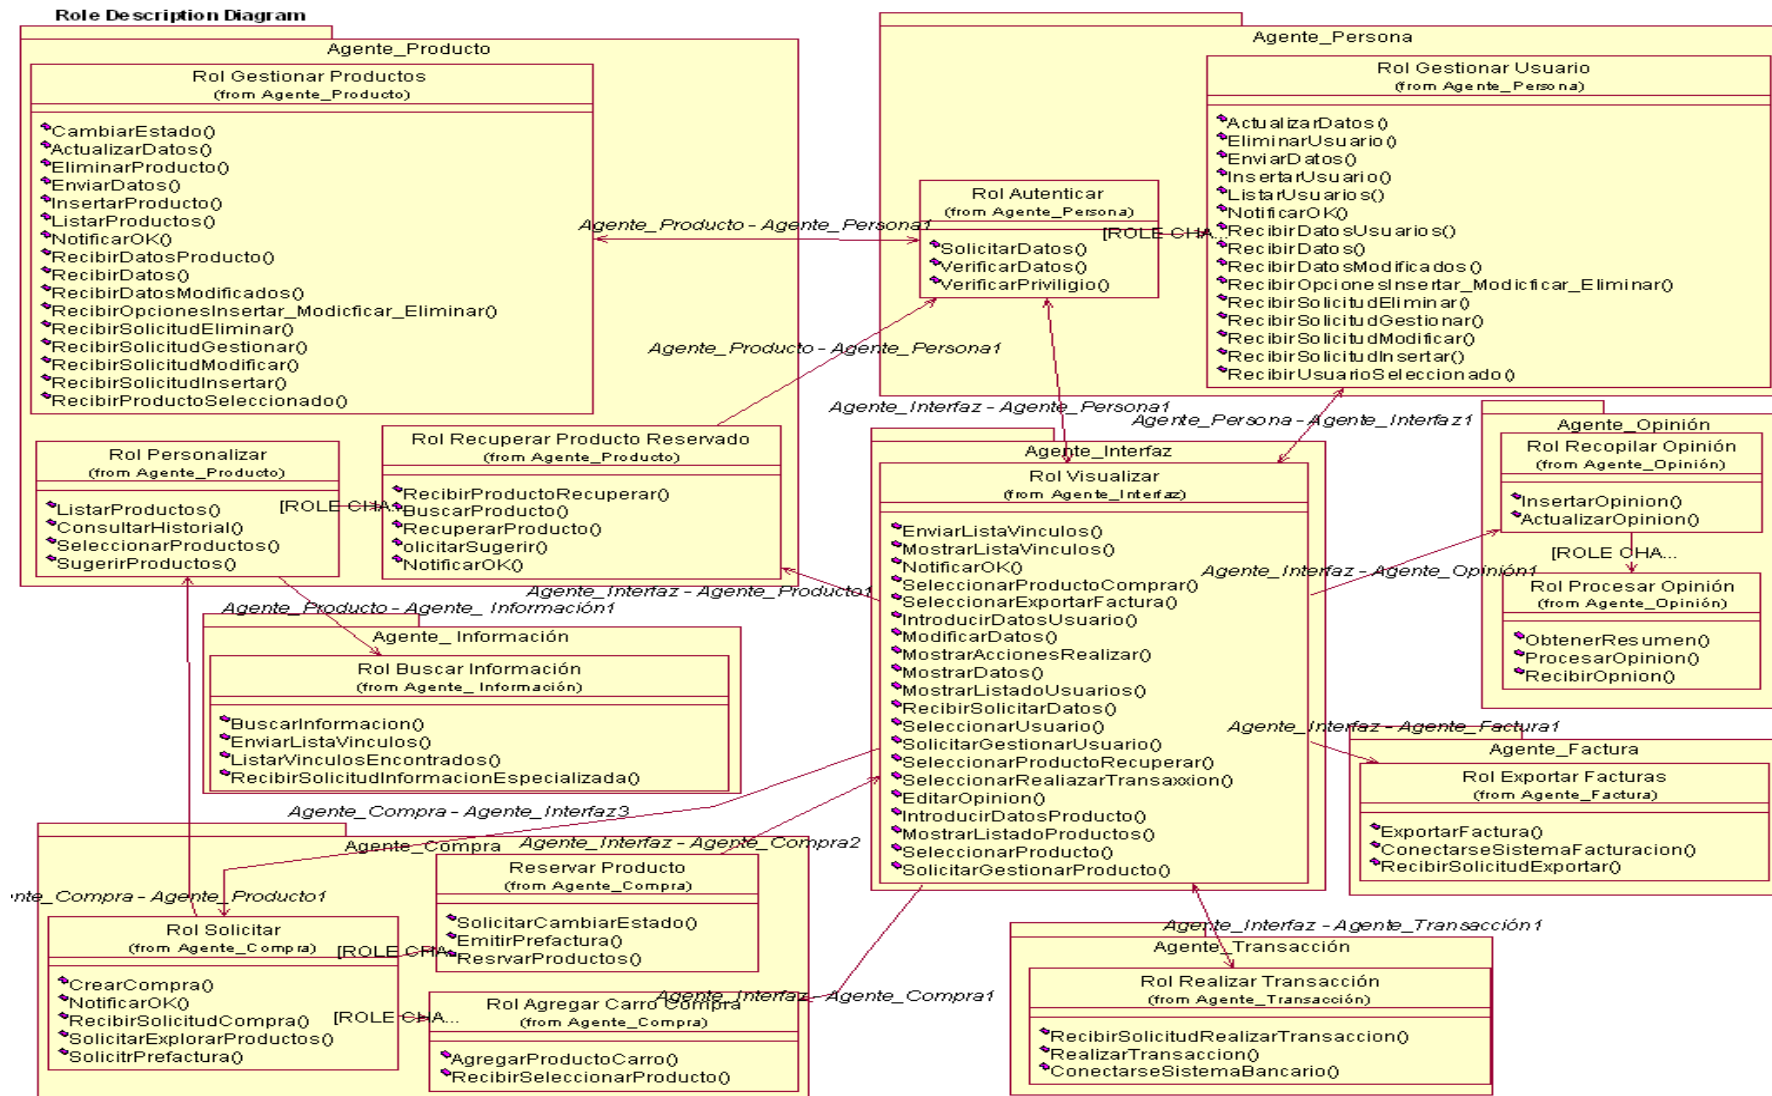 Role Description Diagram
Agente_Producto
Rol Gestionar Productos
(from Agente_Producto)
CambiarEstado()
ActualizarDatos()
EliminarProducto()
EnviarDatos()
InsertarProducto()
ListarProductos()
NotificarOK()
RecibirDatosProducto()
RecibirDatos()
RecibirDatosModificados()
RecibirOpcionesInsertar_Modicficar_Eliminar()
RecibirSolicitudEliminar()
RecibirSolicitudGestionar()
RecibirSolicitudModificar()
RecibirSolicitudInsertar()
RecibirProductoSeleccionado()
Rol Personalizar
(from Agente_Producto)
ListarProductos()
ConsultarHistorial()
SeleccionarProductos()
SugerirProductos()
[ROLE CHA...
Rol Recuperar Producto Reservado
(from Agente_Producto)
RecibirProductoRecuperar()
BuscarProducto()
RecuperarProducto()
olicitarSugerir()
NotificarOK()
Agente_Producto - Agente_Persona1
Agente_Producto - Agente_Persona1
Agente_Persona
Rol Autenticar
(from Agente_Persona)
SolicitarDatos()
VerificarDatos()
VerificarPriviligio()
[ROLE CHA...
Rol Gestionar Usuario
(from Agente_Persona)
ActualizarDatos()
EliminarUsuario()
EnviarDatos()
InsertarUsuario()
ListarUsuarios()
NotificarOK()
RecibirDatosUsuarios()
RecibirDatos()
RecibirDatosModificados()
RecibirOpcionesInsertar_Modicficar_Eliminar()
RecibirSolicitudEliminar()
RecibirSolicitudGestionar()
RecibirSolicitudModificar()
RecibirSolicitudInsertar()
RecibirUsuarioSeleccionado()
Agente_Interfaz - Agente_Persona1
Agente_Persona - Agente_Interfaz1
Agente_Interfaz
Rol Visualizar
(from Agente_Interfaz)
EnviarListaVinculos()
MostrarListaVinculos()
NotificarOK()
SeleccionarProductoComprar()
SeleccionarExportarFactura()
IntroducirDatosUsuario()
ModificarDatos()
MostrarAccionesRealizar()
MostrarDatos()
MostrarListadoUsuarios()
RecibirSolicitarDatos()
SeleccionarUsuario()
SolicitarGestionarUsuario()
SeleccionarProductoRecuperar()
SeleccionarRealiazarTransaxxion()
EditarOpinion()
IntroducirDatosProducto()
MostrarListadoProductos()
SeleccionarProducto()
SolicitarGestionarProducto()
Agente_Opinión
Rol Recopilar Opinión
(from Agente_Opinión)
InsertarOpinion()
ActualizarOpinion()
[ROLE CHA...
Agente_Interfaz - Agente_Opinión1
Rol Procesar Opinión
(from Agente_Opinión)
ObtenerResumen()
ProcesarOpinion()
RecibirOpnion()
Agente_Interfaz - Agente_Producto1
Agente_Producto - Agente_ Información1
Agente_ Información
Rol Buscar Información
(from Agente_ Información)
BuscarInformacion()
EnviarListaVinculos()
ListarVinculosEncontrados()
RecibirSolicitudInformacionEspecializada()
Agente_Interfaz - Agente_Factura1
Agente_Factura
Rol Exportar Facturas
(from Agente_Factura)
ExportarFactura()
ConectarseSistemaFacturacion()
RecibirSolicitudExportar()
Agente_Compra - Agente_Interfaz3
Agente_Compra
Agente_Interfaz - Agente_Compra2
Reservar Producto
(from Agente_Compra)
SolicitarCambiarEstado()
EmitirPrefactura()
ResrvarProductos()
nte_Compra - Agente_Producto1
Rol Solicitar
(from Agente_Compra)
CrearCompra()
NotificarOK()
RecibirSolicitudCompra()
SolicitarExplorarProductos()
SolicitrPrefactura()
[ROLE CHA...
[ROLE CHA...
Rol Agregar Carro Compra
(from Agente_Compra)
AgregarProductoCarro()
RecibirSeleccionarProducto()
Agente_Interfaz - Agente_Compra1
Agente_Interfaz - Agente_Transacción1
Agente_Transacción
Rol Realizar Transacción
(from Agente_Transacción)
RecibirSolicitudRealizarTransaccion()
RealizarTransaccion()
ConectarseSistemaBancario()